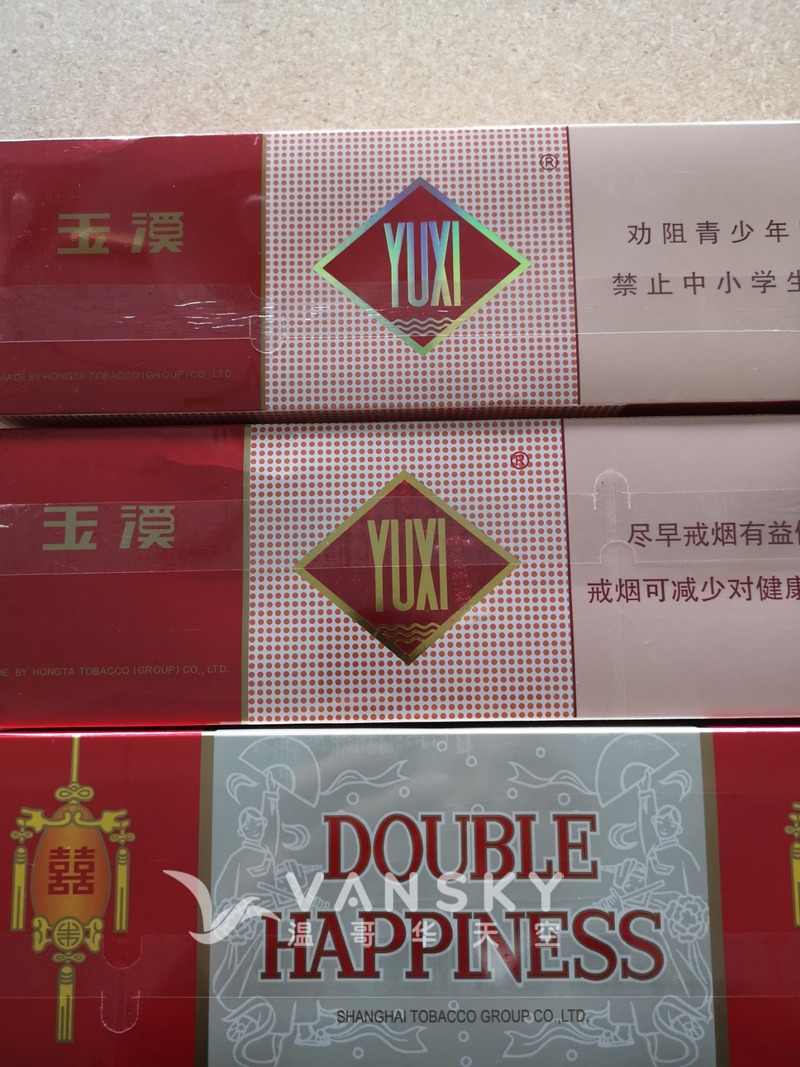 玉溪
YUXI
®
劝阻青少年
禁止中小学生
MADE BY HONGTA TOBACCO(GROUP)CO.,LTD.
玉溪
YUXI
®
尽早戒烟有益
戒烟可减少对健康
BY HONGTA TOBACCO (GROUP) CO., LTD.
囍
DOUBLE
HAPPINESS
VANSKY
温哥华天空
SHANGHAI TOBACCO GROUP CO.,LTD.